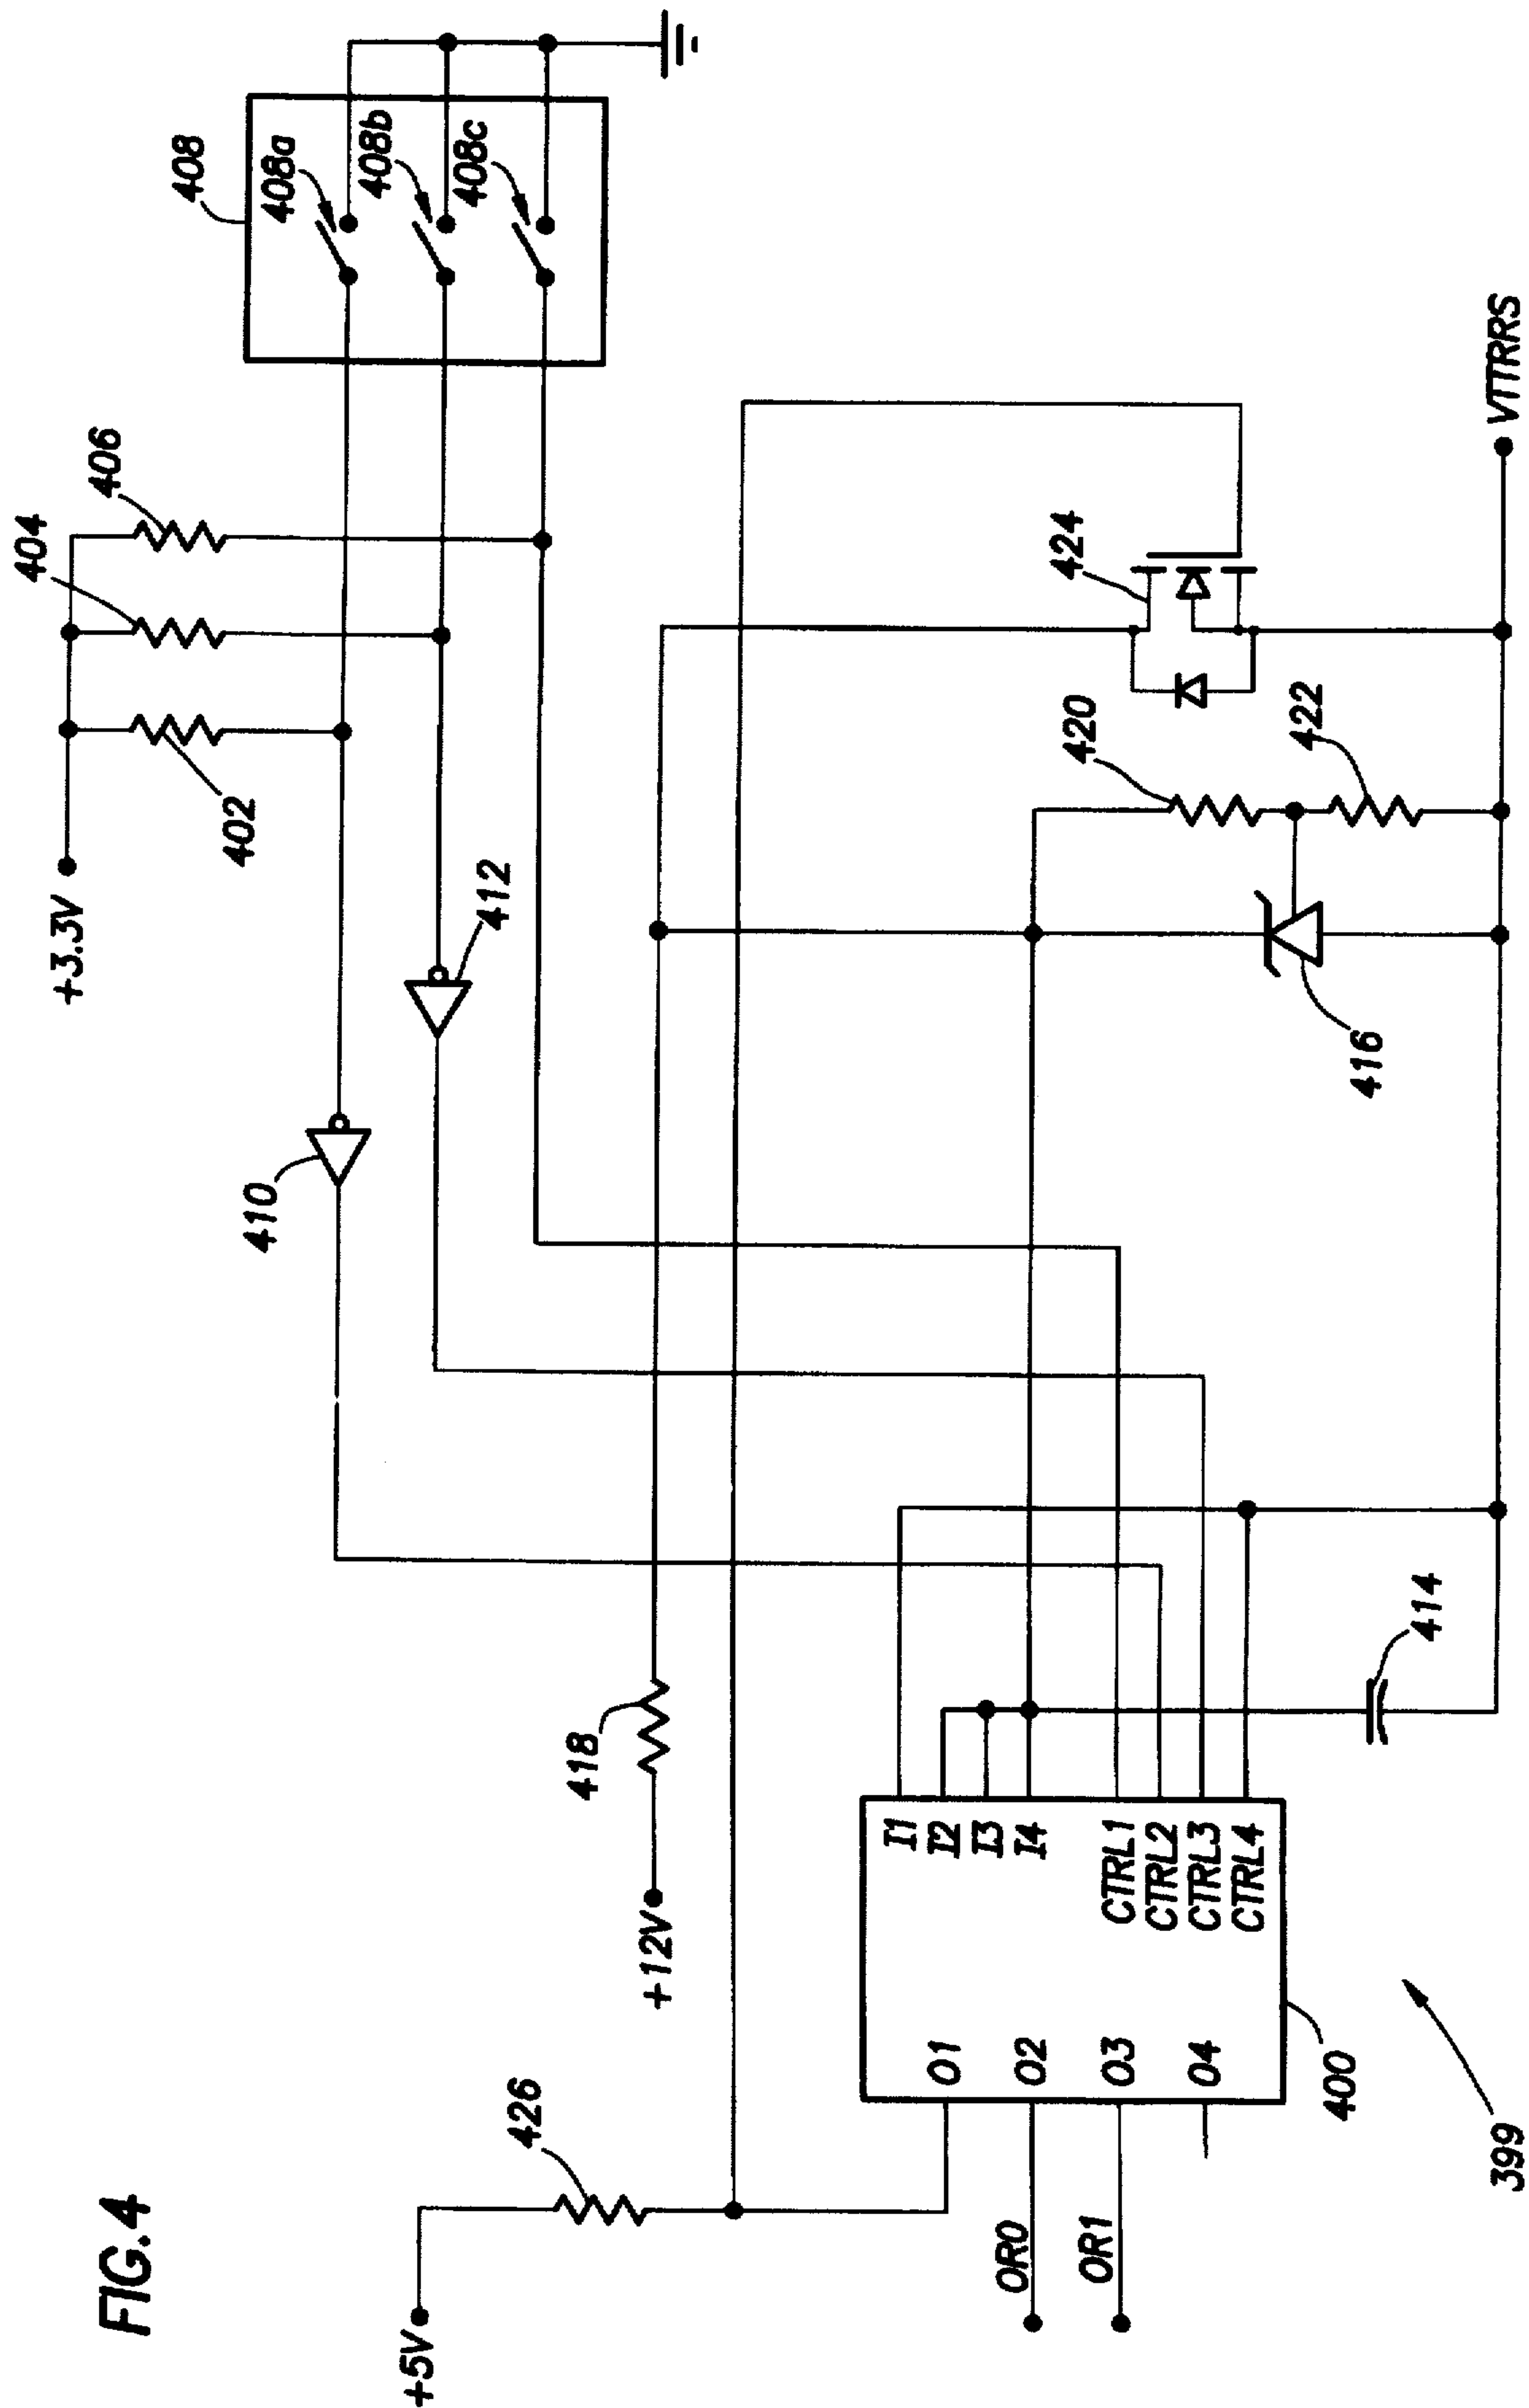 FIG.4
+5V
426
OR0
OR1
O1
O2
O3
O4
400
399
I1
I2
I3
I4
CTRL1
CTRL2
CTRL3
CTRL4
+12V
418
414
410
412
416
+3.3V
402
404
406
420
422
424
408
408a
408b
408c
VTTRRS